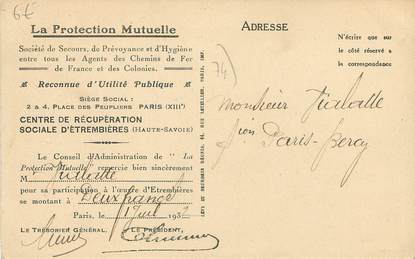 6€
La Protection Mutuelle
Société de Secours, de Prévoyance et d'Hygiène
entre tous les Agents des Chemins de Fer
de France et des Colonies.
Reconnue d'Utilité Publique
SIÈGE SOCIAL :
2 & 4, PLACE DES PEUPLIERS PARIS (XIIIe)
CENTRE DE RÉCUPÉRATION
SOCIALE D'ÉTREMBIÈRES (HAUTE-SAVOIE)
Le Conseil d'Administration de "La
Protection Mutuelle" remercie bien sincèrement
M
pour sa participation à l'œuvre d'Etrembières
se montant à Deux francs
Paris, 1 Juil 1932
LE TRÉSORIER GÉNÉRAL. LE PRÉSIDENT,
ADRESSE
N'écrire que sur
le côté réservé à
la correspondance
74
Monsieur
Paris-Bercy